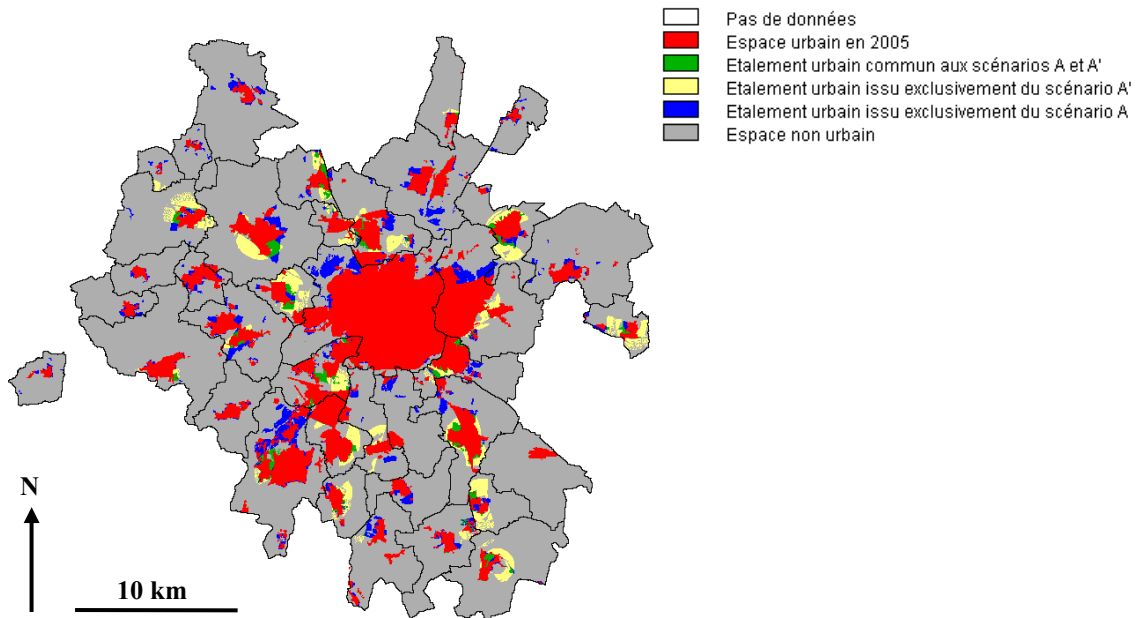 Pas de données
Espace urbain en 2005
Etalement urbain commun aux scénarios A et A'
Etalement urbain issu exclusivement du scénario A'
Etalement urbain issu exclusivement du scénario A
Espace non urbain
N
10 km